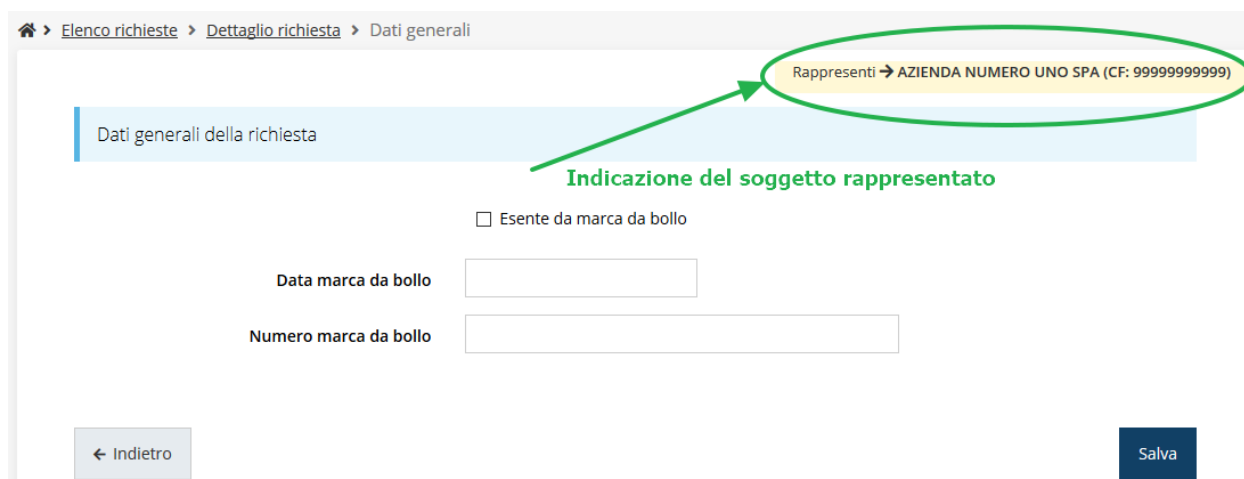 > Elenco richieste > Dettaglio richiesta > Dati generali
Rappresenti → AZIENDA NUMERO UNO SPA (CF: 99999999999)
Dati generali della richiesta
Indicazione del soggetto rappresentato
Esente da marca da bollo
Data marca da bollo
Numero marca da bollo
← Indietro
Salva